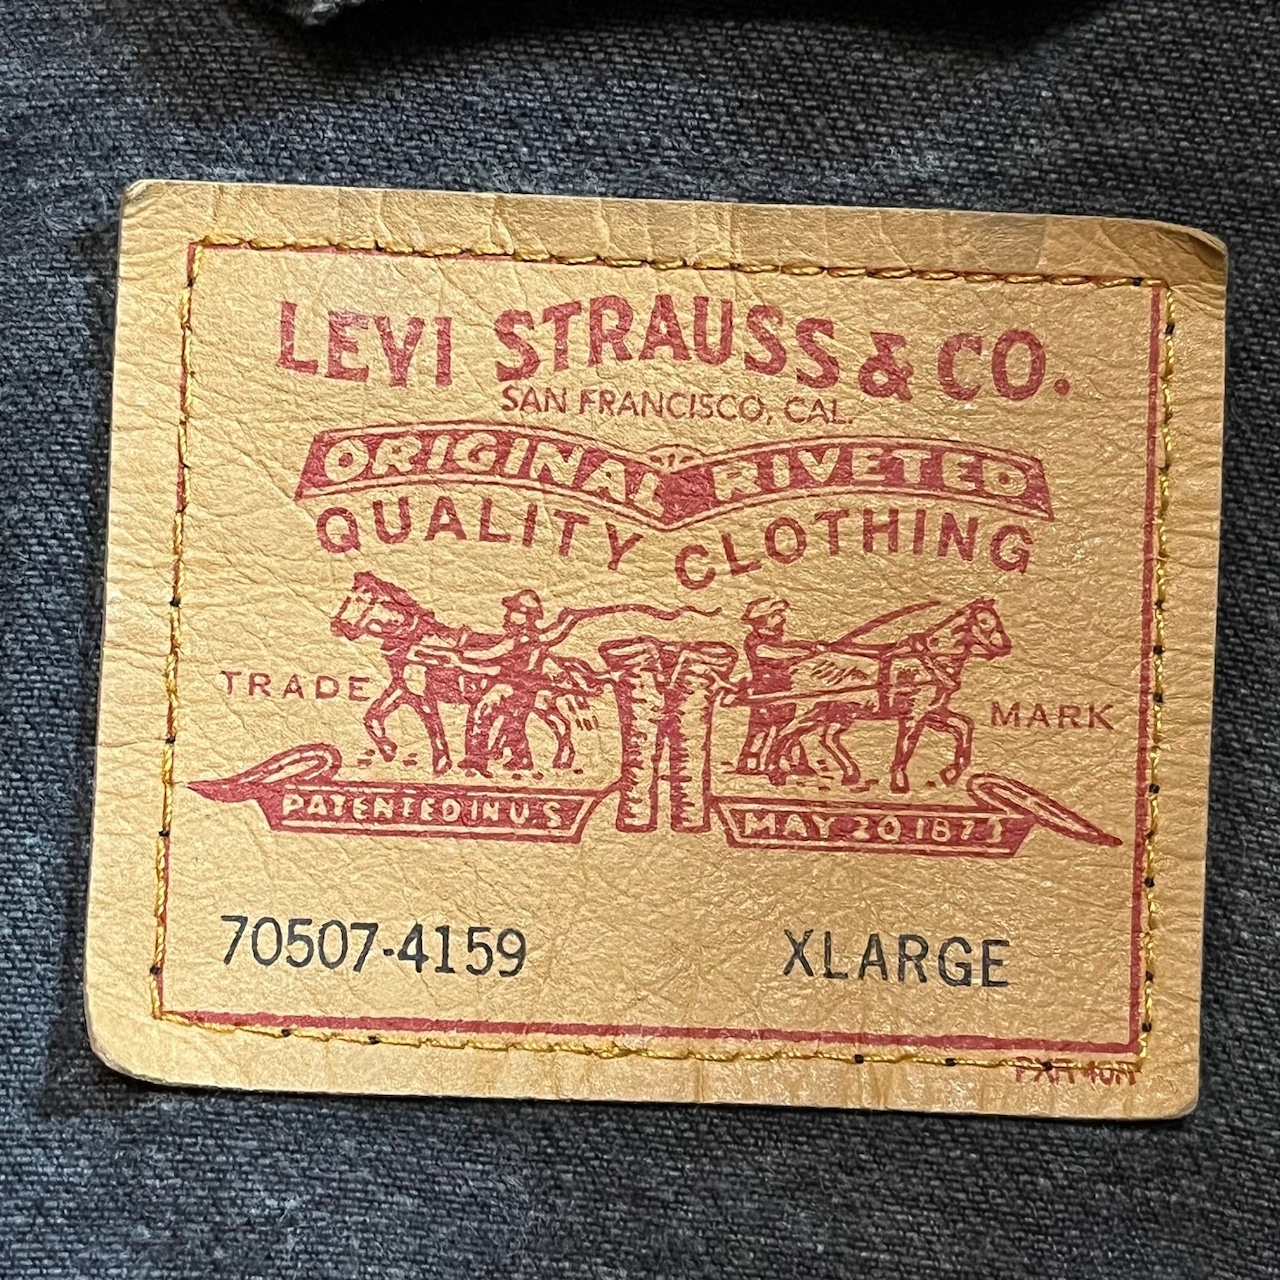 LEVI STRAUSS & CO.
SAN FRANCISCO, CAL.
ORIGINAL RIVETED
QUALITY CLOTHING
TRADE MARK
PATENTED IN U.S MAY 20 1873
70507-4159 XLARGE